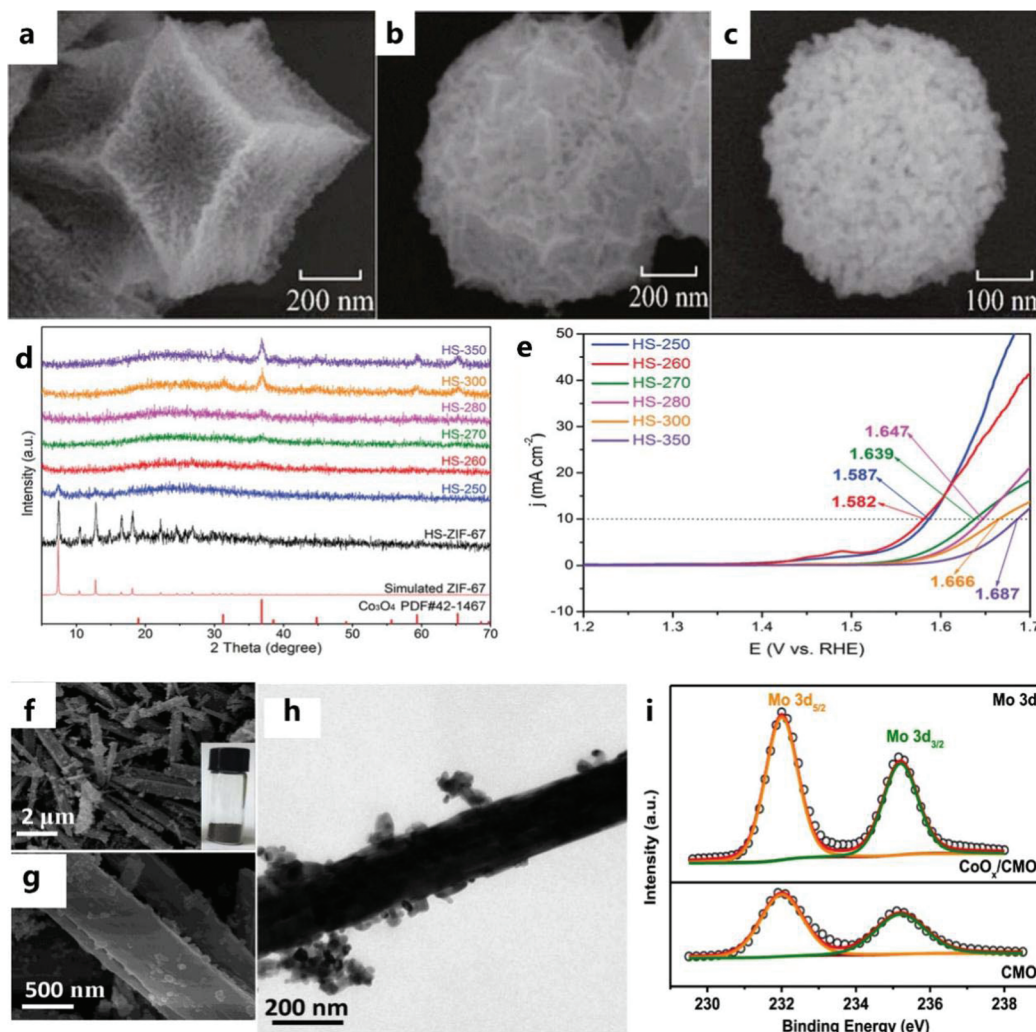 a
b
c
200 nm
200 nm
100 nm
d
HS-350
HS-300
HS-280
HS-270
HS-260
HS-250
HS-ZIF-67
Simulated ZIF-67
Co₃O₄ PDF#42-1467
Intensity (a.u.)
10 20 30 40 50 60 70
2 Theta (degree)
e
50
40
30
20
10
0
-10
j (mA cm⁻²)
HS-250
HS-260
HS-270
HS-280
HS-300
HS-350
1.647
1.639
1.587
1.582
1.666
1.687
1.2 1.3 1.4 1.5 1.6 1.7
E (V vs. RHE)
f
2 µm
g
500 nm
h
200 nm
i
Mo 3d₅/₂
Mo 3d
Mo 3d₃/₂
CoOₓ/CMO
CMO
Intensity (a.u.)
230 232 234 236 238
Binding Energy (eV)